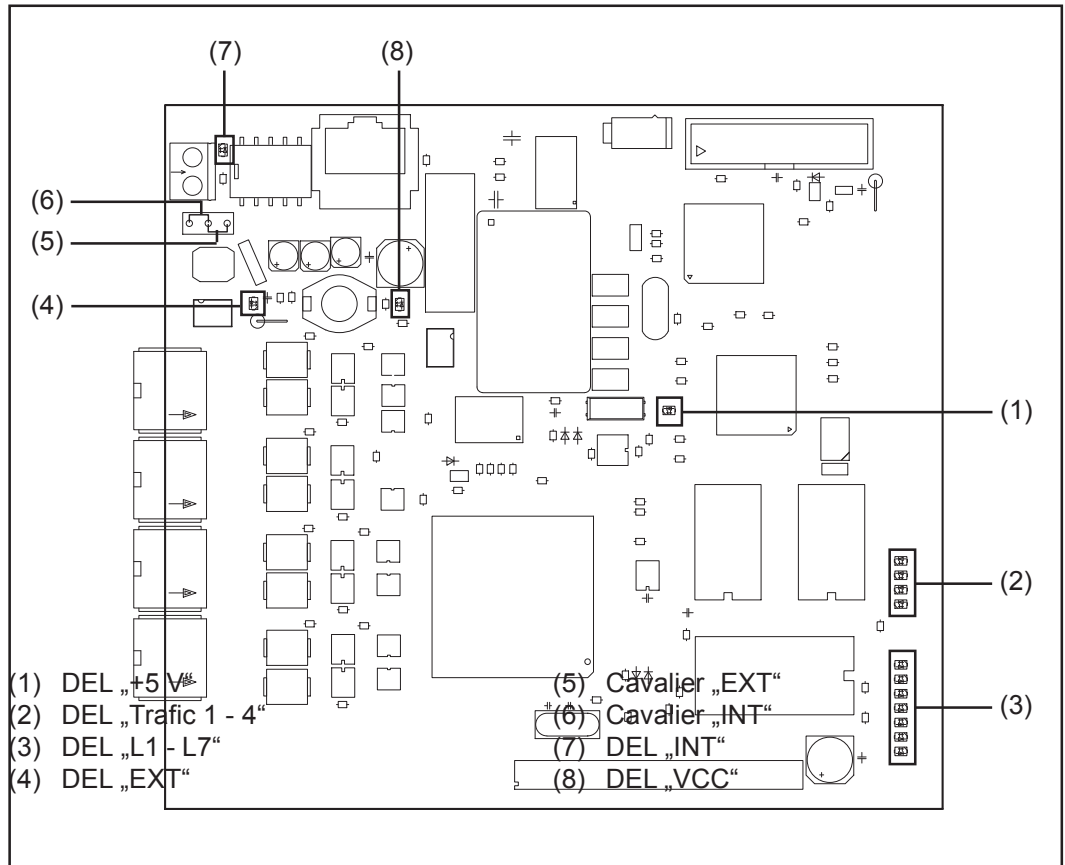 (7)
(8)
(6)
(5)
(4)
(1)
(2)
(3)
(1) DEL „+5 V“
(2) DEL „Trafic 1 - 4“
(3) DEL „L1 - L7“
(4) DEL „EXT“
(5) Cavalier „EXT“
(6) Cavalier „INT“
(7) DEL „INT“
(8) DEL „VCC“